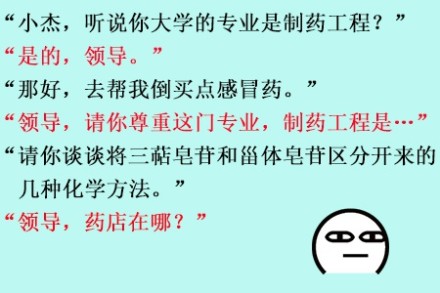 “小杰，听说你大学的专业是制药工程？”
“是的，领导。”
“那好，去帮我倒买点感冒药。”
“领导，请你尊重这门专业，制药工程是…”
“请你谈谈将三萜皂苷和甾体皂苷区分开来的
几种化学方法。”
“领导，药店在哪？”